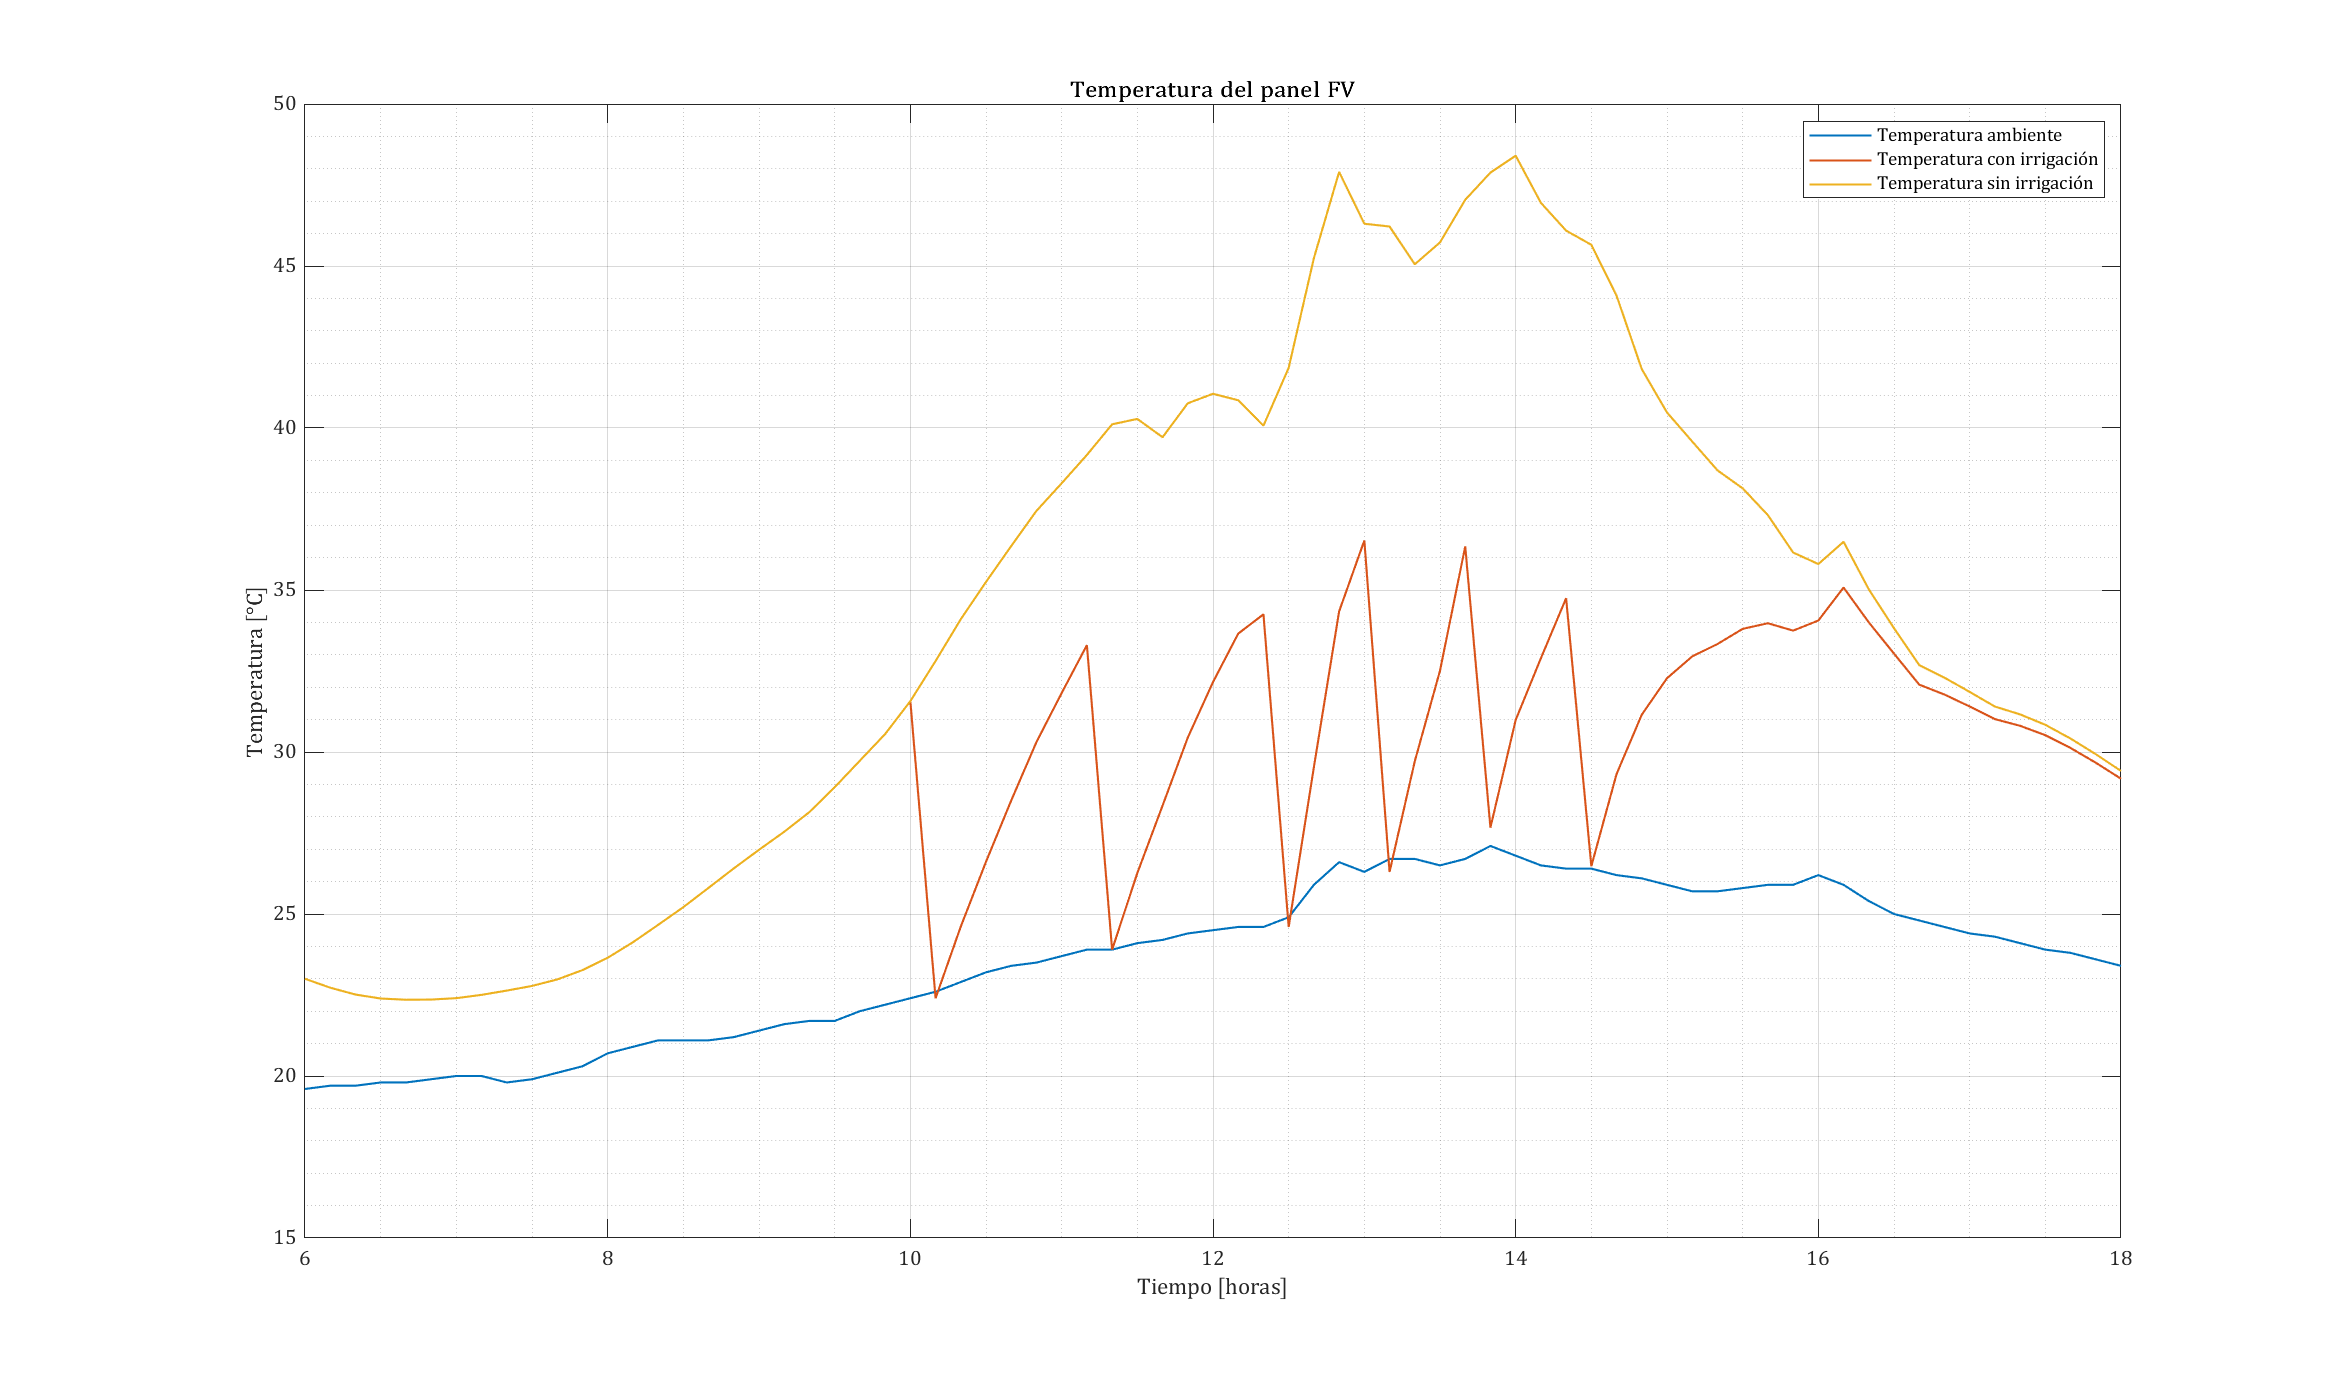 Temperatura del panel FV
50
45
40
35
30
25
20
15
Temperatura [°C]
6
8
10
12
14
16
18
Tiempo [horas]
Temperatura ambiente
Temperatura con irrigación
Temperatura sin irrigación